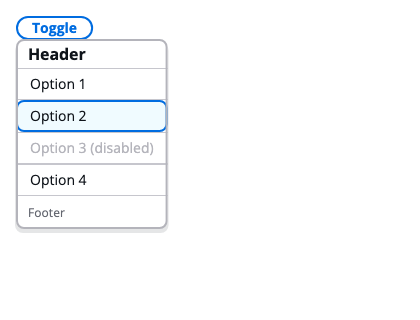 Toggle
Header
Option 1
Option 2
Option 3 (disabled)
Option 4
Footer